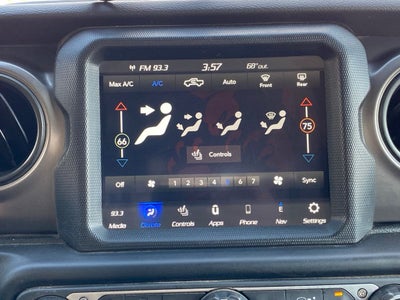 FM 93.3 3:57 68° out.
Max A/C A/C Auto Front Rear
66 75
Controls
Off 1 2 3 4 6 7 Sync
93.3
Media Climate Controls Apps Phone Nav Settings